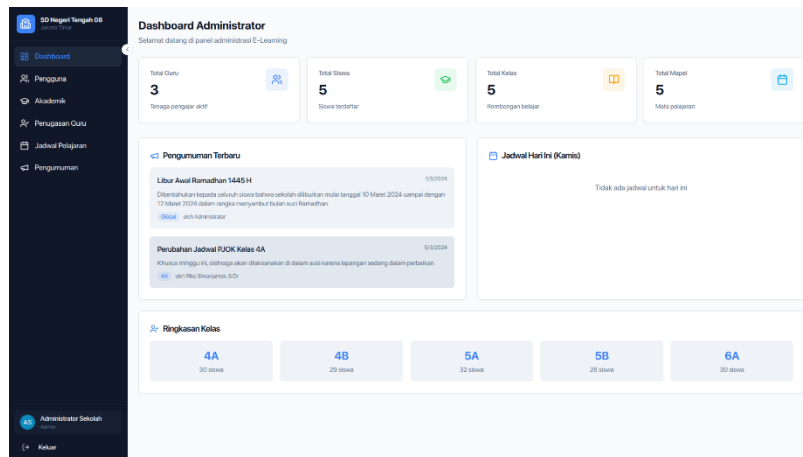 SD Negeri Tengah 08
Jakarta Timur
Dashboard
Pengguna
Akademik
Penugasan Guru
Jadwal Pelajaran
Pengumuman
Administrator Sekolah
Admin
Keluar
Dashboard Administrator
Selamat datang di panel administrasi E-Learning
Total Guru
3
Tenaga pengajar aktif
Total Siswa
5
Siswa terdaftar
Total Kelas
5
Rombongan belajar
Total Mapel
5
Mata pelajaran
Pengumuman Terbaru
Libur Awal Ramadhan 1445 H
1/3/2024
Diberitahukan kepada seluruh siswa bahwa sekolah diliburkan mulai tanggal 10 Maret 2024 sampai dengan
12 Maret 2024 dalam rangka menyambut bulan suci Ramadhan.
Global oleh Administrator
Perubahan Jadwal PJOK Kelas 4A
5/3/2024
Khusus minggu ini, olahraga akan dilaksanakan di dalam aula karena lapangan sedang dalam perbaikan.
4A oleh Riko Simanjuntak, S.Or
Jadwal Hari Ini (Kamis)
Tidak ada jadwal untuk hari ini
Ringkasan Kelas
4A
30 siswa
4B
29 siswa
5A
32 siswa
5B
28 siswa
6A
30 siswa
AS